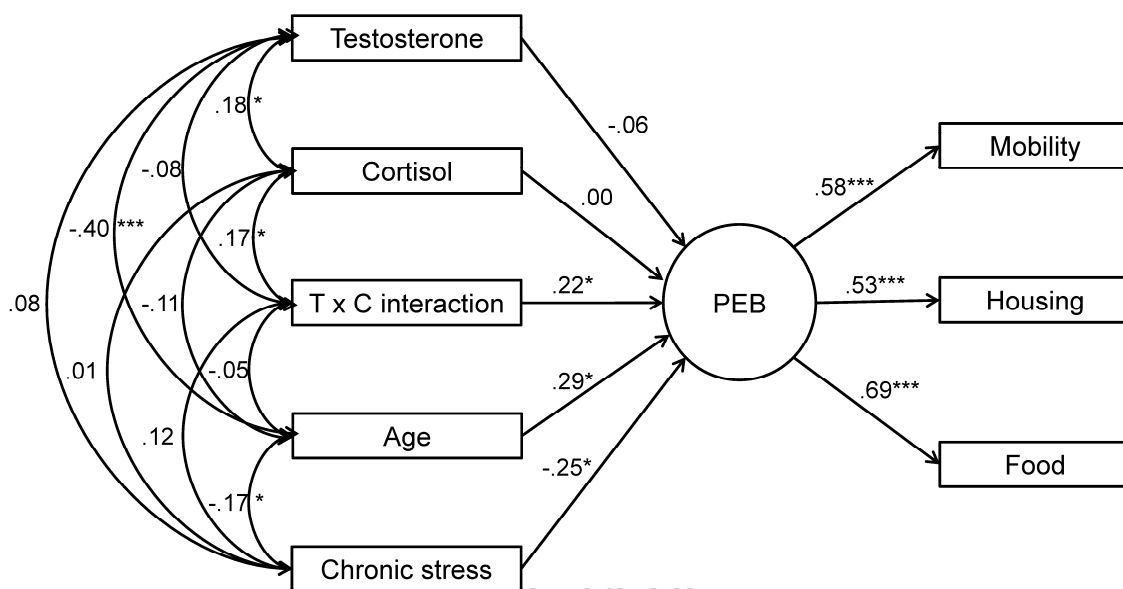 Testosterone
.18 *
-.06
Mobility
-.08
Cortisol
.58***
.00
-.40 ***
.17 *
.22*
.53***
.08
-.11
T x C interaction
PEB
Housing
.01
-.05
.29*
.69***
.12
Age
-.25*
Food
-.17 *
Chronic stress